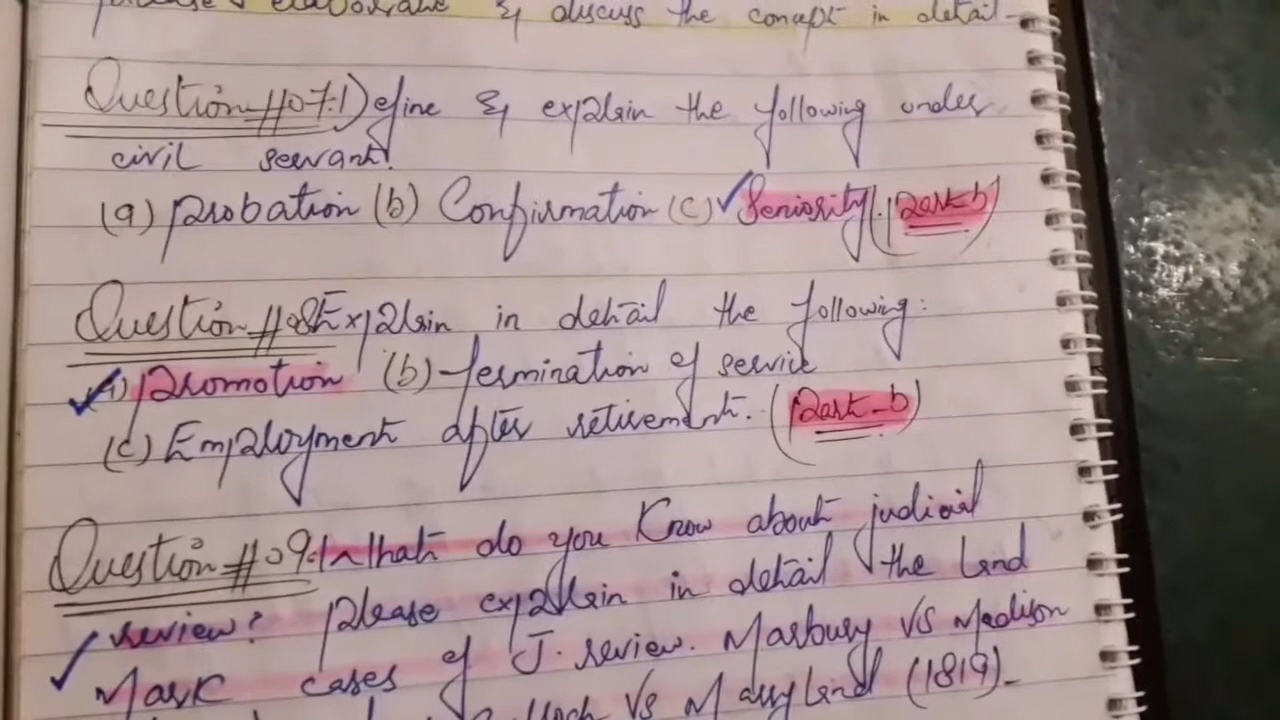 & elaborate & discuss the concept in detail-
Question#07:Define & explain the following under
civil servant.
(a) probation (b) Confirmation (c) Seniority. (part-b)
Question#08:Explain in detail the following:
(a) promotion (b) Termination of service
(c) Employment after retirement. (part-b)
Question#09:What do you Know about judicial
review? please explain in detail the land
Mark cases of J. review. Marbury VS Madison
VS Maryland (1819)-